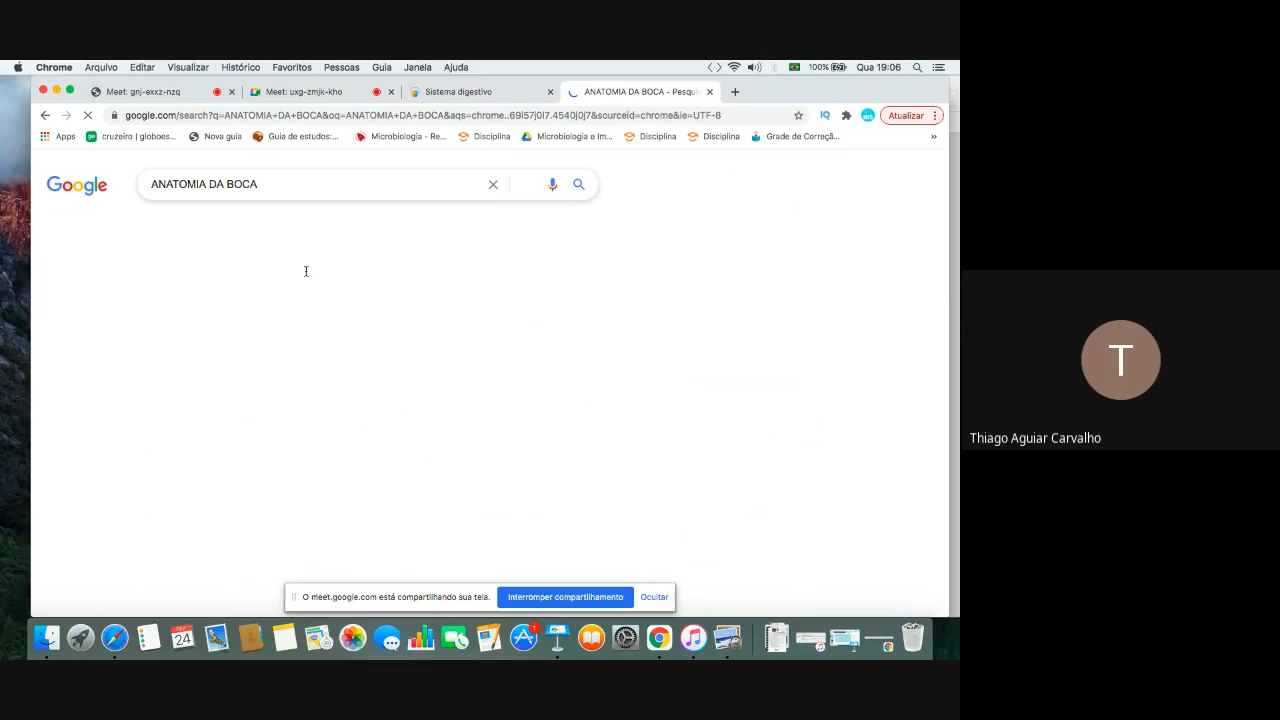 Chrome Arquivo Editar Visualizar Histórico Favoritos Pessoas Guia Janela Ajuda 100% Qua 19:06
Meet: gnj-exxz-nzq Meet: uxg-zmjk-kho Sistema digestivo ANATOMIA DA BOCA - Pesqui
google.com/search?q=ANATOMIA+DA+BOCA&oq=ANATOMIA+DA+BOCA&aqs=chrome..69i57j0l7.4540j0j7&sourceid=chrome&ie=UTF-8 IQ Atualizar
Apps cruzeiro | globoes... Nova guia Guia de estudos:... Microbiologia - Re... Disciplina Microbiologia e Im... Disciplina Disciplina Grade de Correçã... »
Google ANATOMIA DA BOCA
T
Thiago Aguiar Carvalho
O meet.google.com está compartilhando sua tela. Interromper compartilhamento Ocultar
24 1